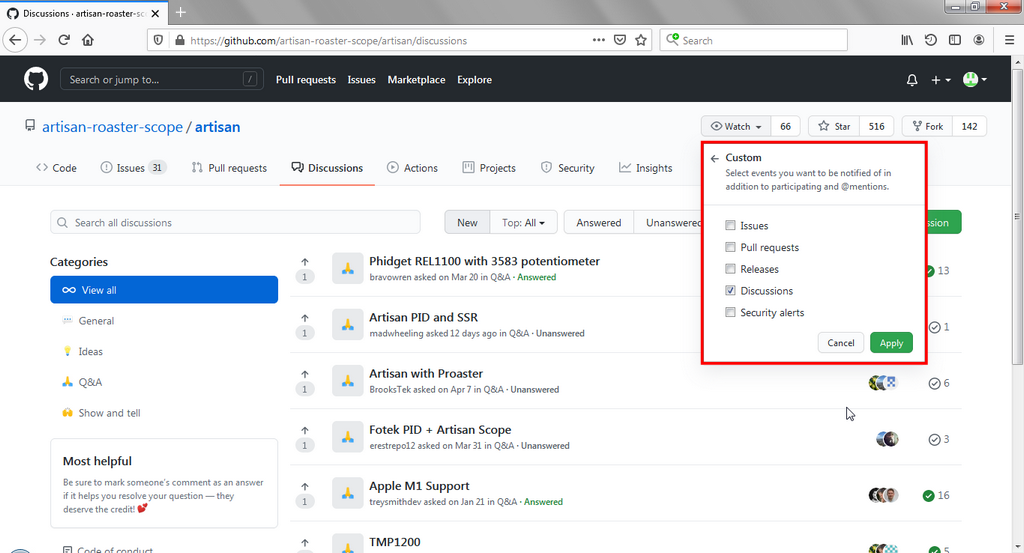 Discussions · artisan-roaster-sc
https://github.com/artisan-roaster-scope/artisan/discussions
Search
Search or jump to...
/
Pull requests Issues Marketplace Explore
artisan-roaster-scope / artisan
Watch 66 Star 516 Fork 142
Code Issues 31 Pull requests Discussions Actions Projects Security Insights
Custom
Select events you want to be notified of in
addition to participating and @mentions.
Issues
Pull requests
Releases
Discussions
Security alerts
Cancel Apply
Search all discussions
New Top: All Answered Unanswered
ssion
Categories
View all
General
Ideas
Q&A
Show and tell
Most helpful
Be sure to mark someone's comment as an answer
if it helps you resolve your question — they
deserve the credit! 💕
Code of conduct
1
Phidget REL1100 with 3583 potentiometer
bravowren asked on Mar 20 in Q&A · Answered
13
1
Artisan PID and SSR
madwheeling asked 12 days ago in Q&A · Unanswered
1
1
Artisan with Proaster
BrooksTek asked on Apr 7 in Q&A · Unanswered
6
1
Fotek PID + Artisan Scope
erestrepo12 asked on Mar 31 in Q&A · Unanswered
3
1
Apple M1 Support
treysmithdev asked on Jan 21 in Q&A · Answered
16
TMP1200
5